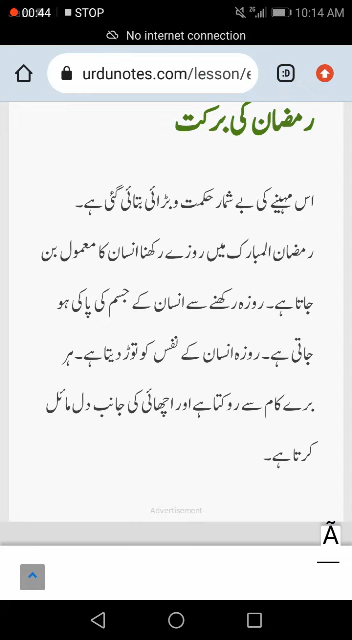 00:44 STOP 2G 10:14 AM
No internet connection
urdunotes.com/lesson/e :D
رمضان کی برکت
اس مہینے کی بے شمار حکمت و بڑائی بتائی گئی ہے۔
رمضان المبارک میں روزے رکھنا انسان کا معمول بن
جاتا ہے۔ روزہ رکھنے سے انسان کے جسم کی پاکی ہو
جاتی ہے۔ روزہ انسان کے نفس کو توڑ دیتا ہے۔ ہر
برے کام سے روکتا ہے اور اچھائی کی جانب دل مائل
کرتا ہے۔
Advertisement
Ã